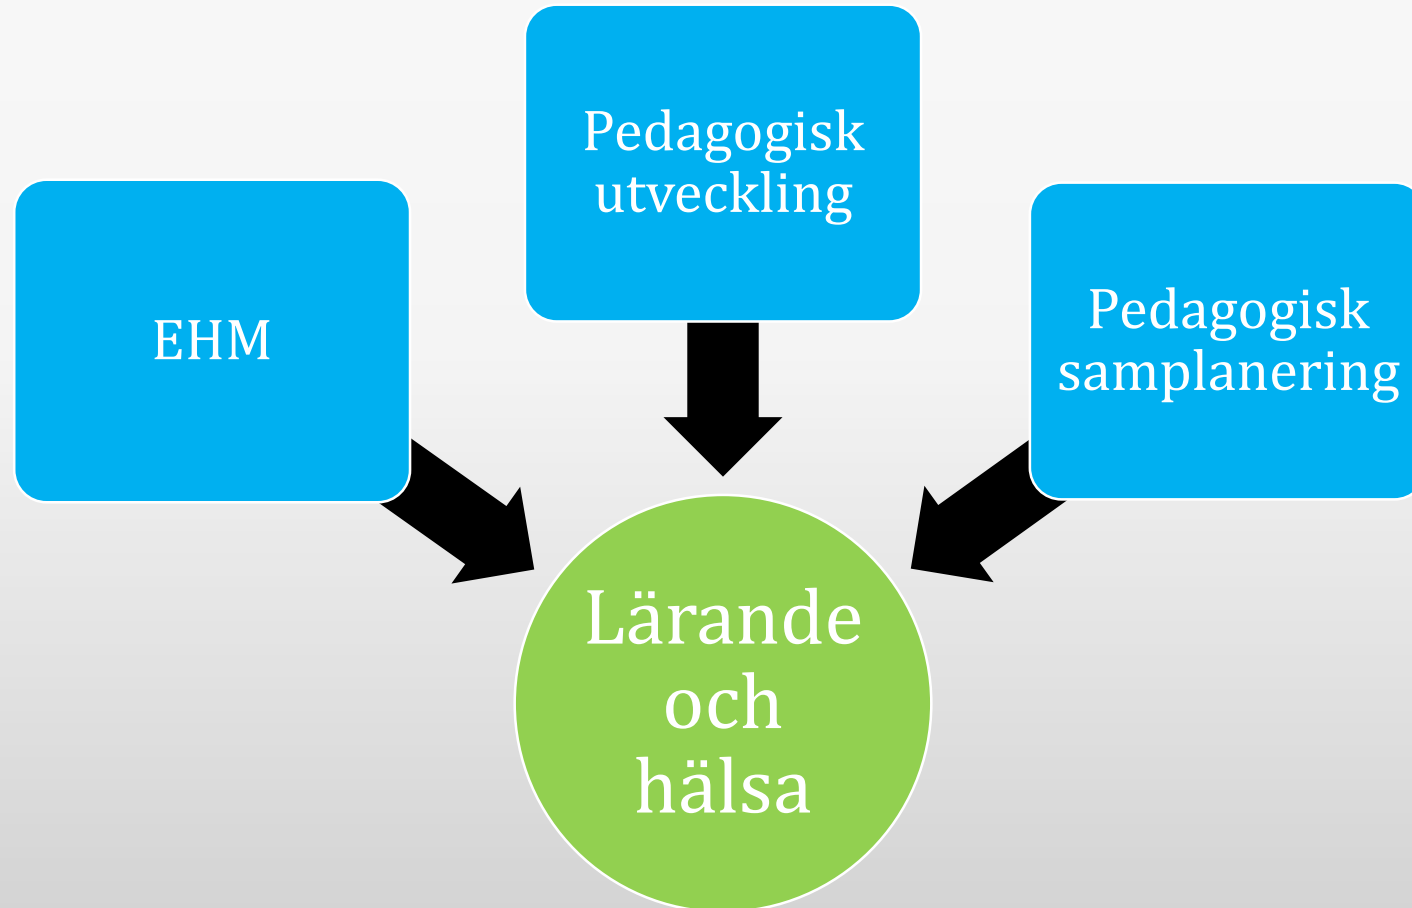 EHM
Pedagogisk
utveckling
Pedagogisk
samplanering
Lärande
och
hälsa